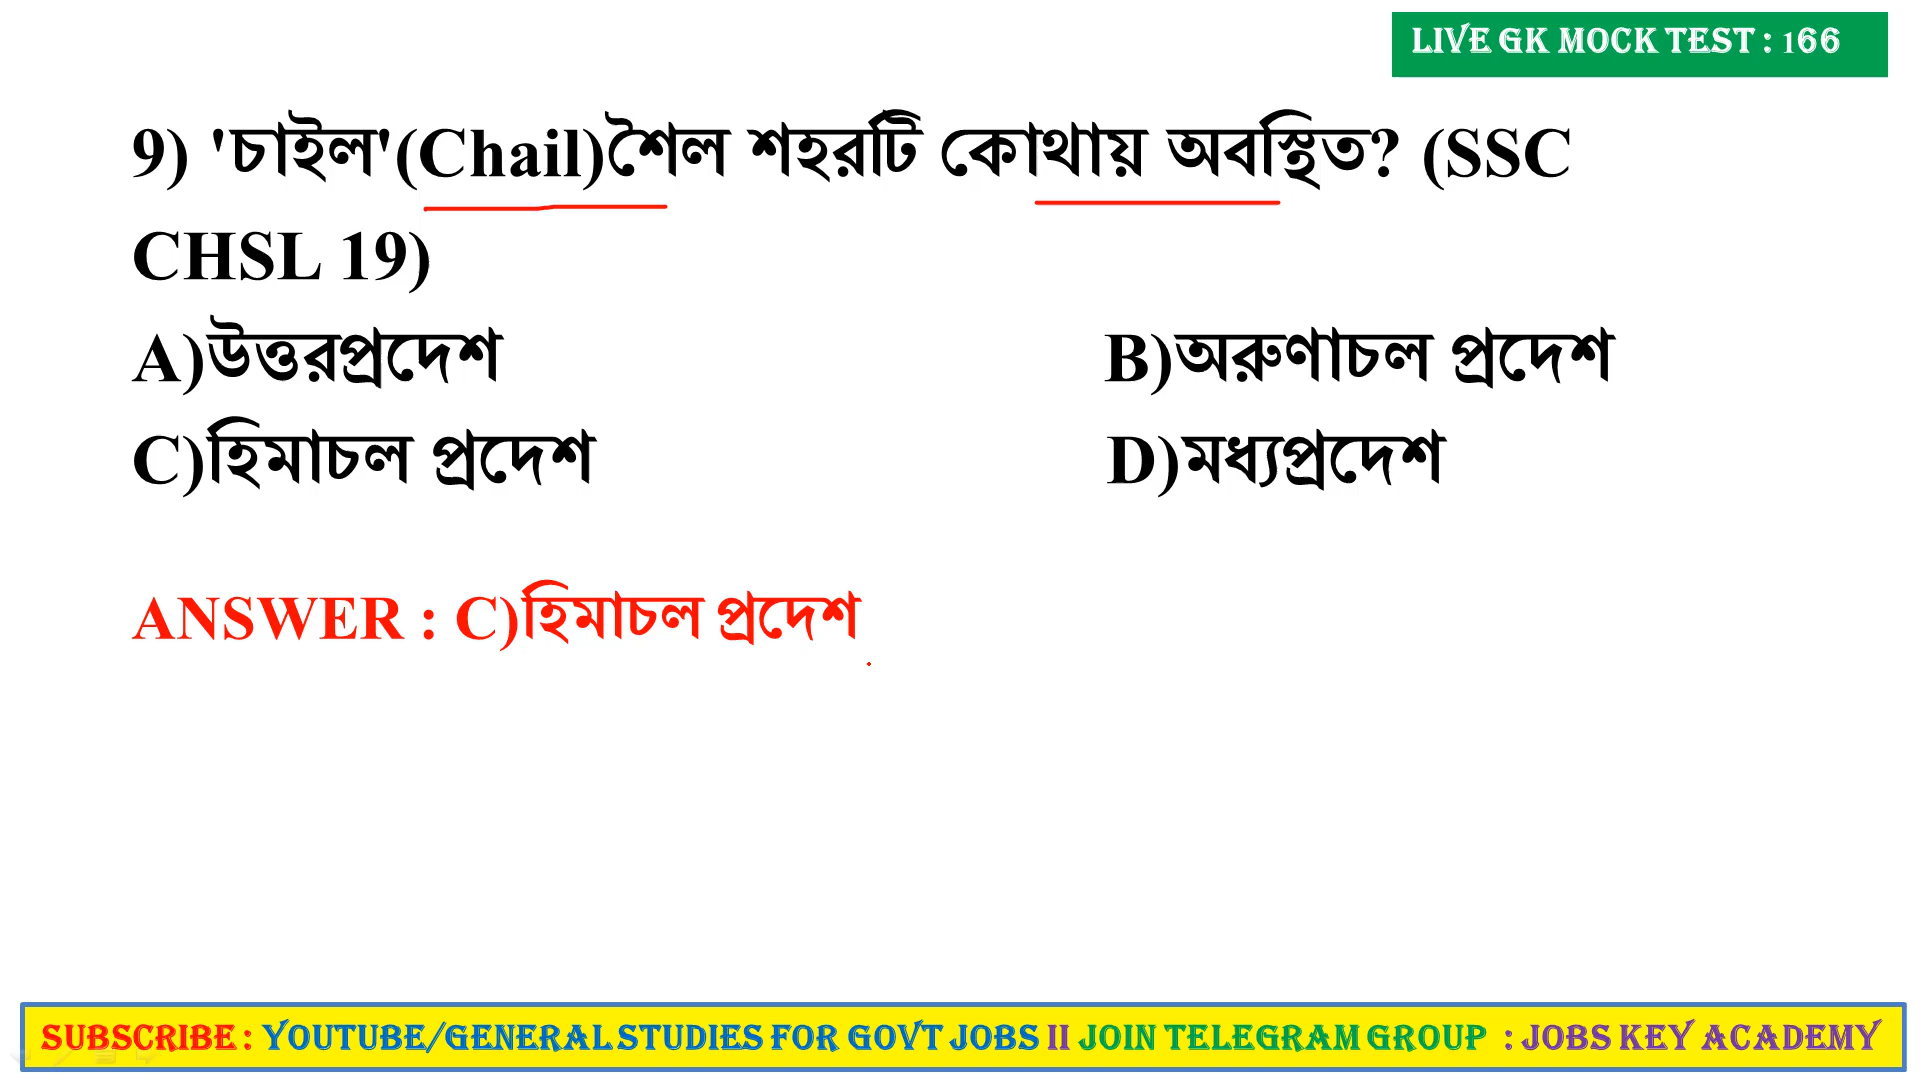 LIVE GK MOCK TEST : 166
9) 'চাইল'(Chail)শৈল শহরটি কোথায় অবস্থিত? (SSC
CHSL 19)
A)উত্তরপ্রদেশ B)অরুণাচল প্রদেশ
C)হিমাচল প্রদেশ D)মধ্যপ্রদেশ
ANSWER : C)হিমাচল প্রদেশ
SUBSCRIBE : YOUTUBE/GENERAL STUDIES FOR GOVT JOBS II JOIN TELEGRAM GROUP : JOBS KEY ACADEMY